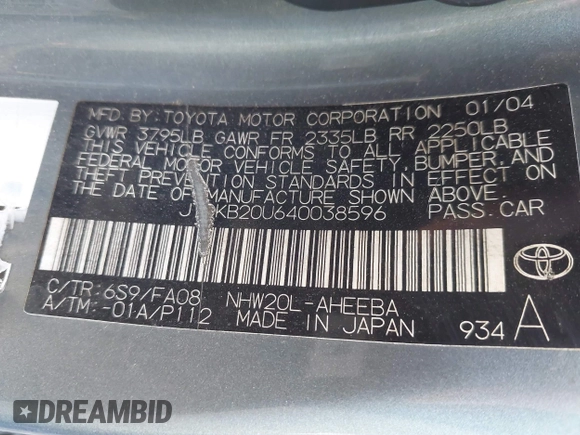 MFD. BY: TOYOTA MOTOR CORPORATION 01/04
GVWR 3795LB GAWR FR 2335LB RR 2250LB
THIS VEHICLE CONFORMS TO ALL APPLICABLE
FEDERAL MOTOR VEHICLE SAFETY, BUMPER, AND
THEFT PREVENTION STANDARDS IN EFFECT ON
THE DATE OF MANUFACTURE SHOWN ABOVE.
KB20U640038596 PASS. CAR
C/TR: 6S9/FA08 NHW20L-AHEEBA
A/TM: -01A/P112 MADE IN JAPAN 934 A
DREAMBID